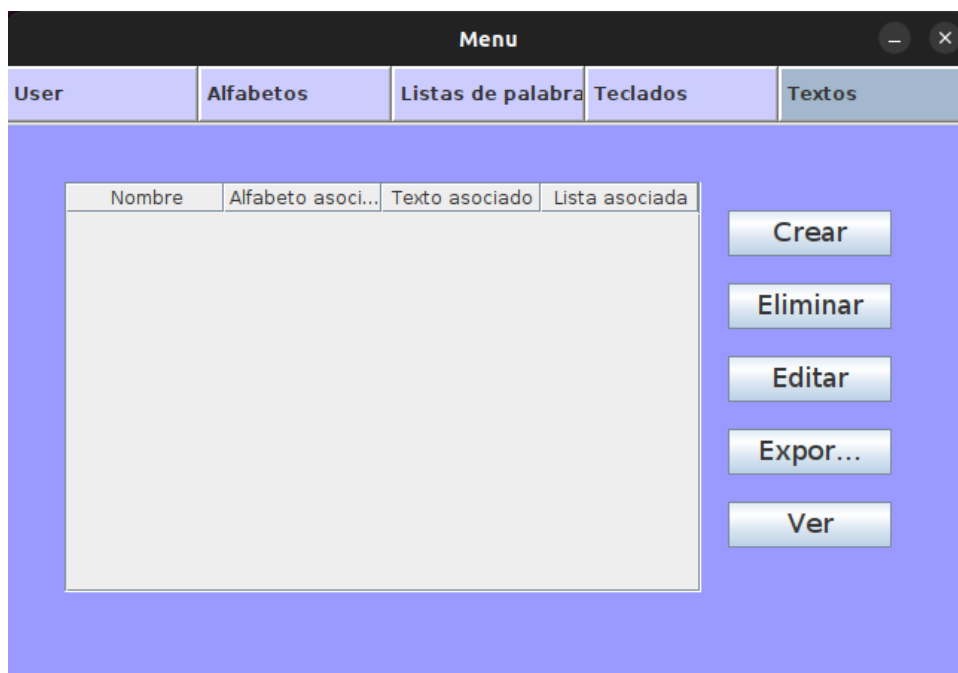 Menu
User Alfabetos Listas de palabra Teclados Textos
Nombre Alfabeto asoci... Texto asociado Lista asociada
Crear
Eliminar
Editar
Expor...
Ver